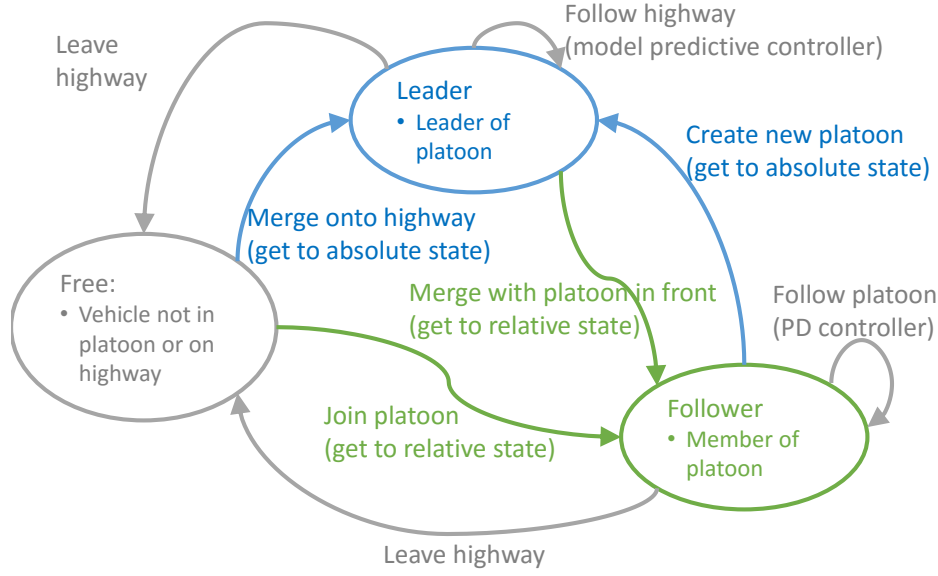 Follow highway
(model predictive controller)
Leave
highway
Leader
• Leader of
platoon
Create new platoon
(get to absolute state)
Merge onto highway
(get to absolute state)
Free:
• Vehicle not in
platoon or on
highway
Merge with platoon in front
(get to relative state)
Follow platoon
(PD controller)
Join platoon
(get to relative state)
Follower
• Member of
platoon
Leave highway